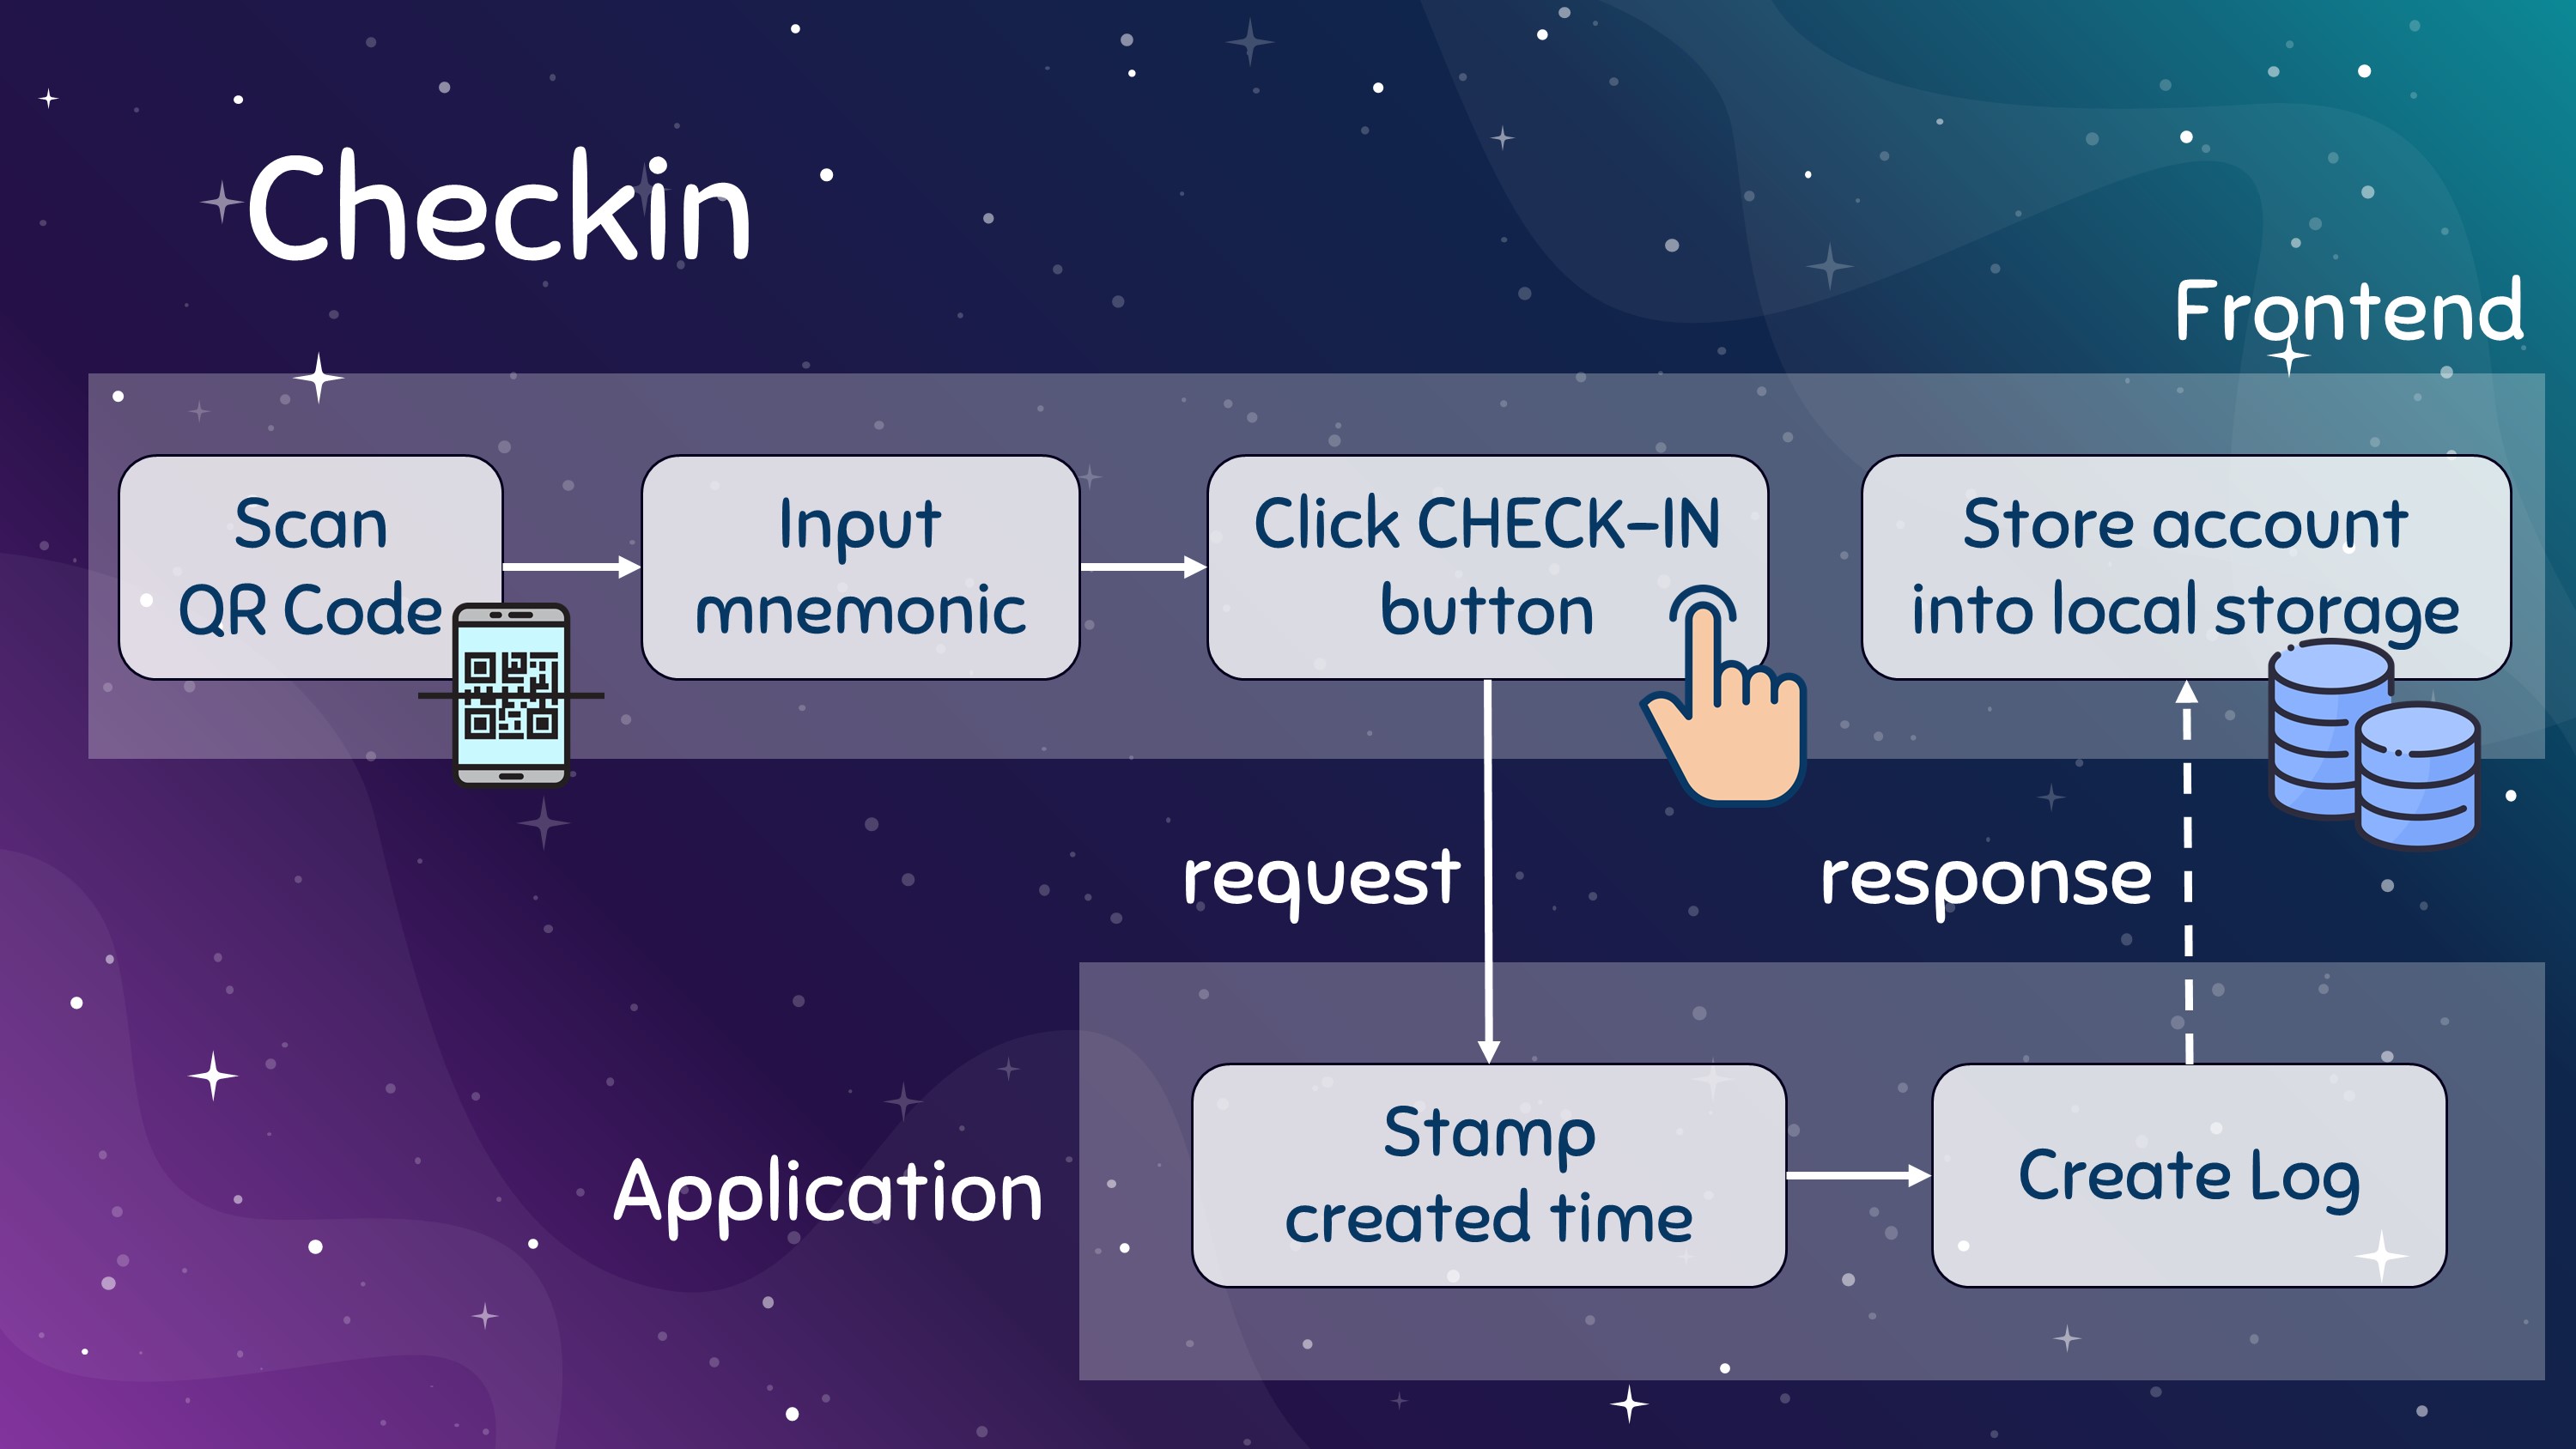 Checkin
Frontend
Scan
QR Code
Input
mnemonic
Click CHECK-IN
button
Store account
into local storage
request
response
Application
Stamp
created time
Create Log